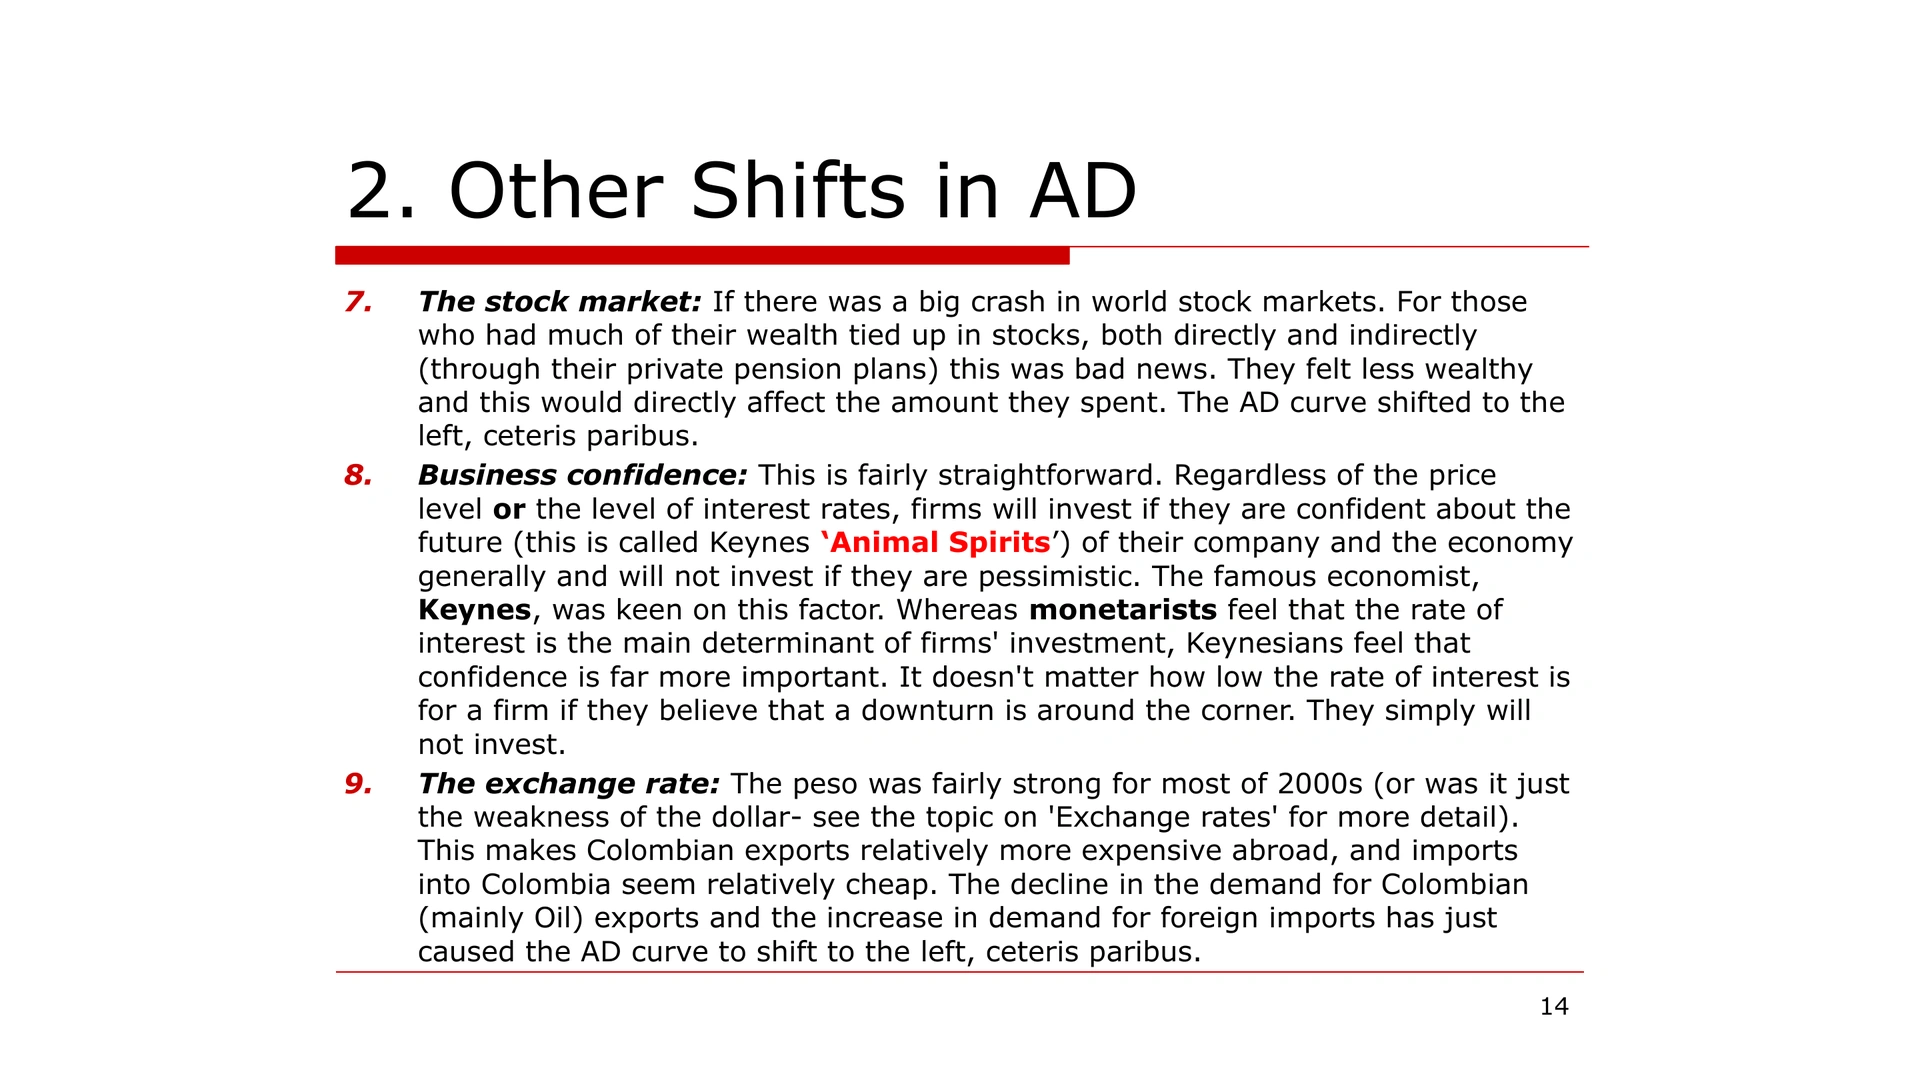 2. Other Shifts in AD
7. The stock market: If there was a big crash in world stock markets. For those
who had much of their wealth tied up in stocks, both directly and indirectly
(through their private pension plans) this was bad news. They felt less wealthy
and this would directly affect the amount they spent. The AD curve shifted to the
left, ceteris paribus.
8. Business confidence: This is fairly straightforward. Regardless of the price
level or the level of interest rates, firms will invest if they are confident about the
future (this is called Keynes ‘Animal Spirits’) of their company and the economy
generally and will not invest if they are pessimistic. The famous economist,
Keynes, was keen on this factor. Whereas monetarists feel that the rate of
interest is the main determinant of firms' investment, Keynesians feel that
confidence is far more important. It doesn't matter how low the rate of interest is
for a firm if they believe that a downturn is around the corner. They simply will
not invest.
9. The exchange rate: The peso was fairly strong for most of 2000s (or was it just
the weakness of the dollar- see the topic on 'Exchange rates' for more detail).
This makes Colombian exports relatively more expensive abroad, and imports
into Colombia seem relatively cheap. The decline in the demand for Colombian
(mainly Oil) exports and the increase in demand for foreign imports has just
caused the AD curve to shift to the left, ceteris paribus.
14